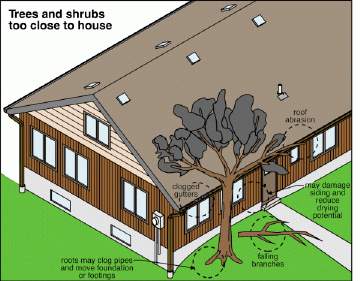 Trees and shrubs
too close to house
roof
abrasion
clogged
gutters
may damage
siding and
reduce
drying
potential
falling
branches
roots may clog pipes
and move foundation
or footings